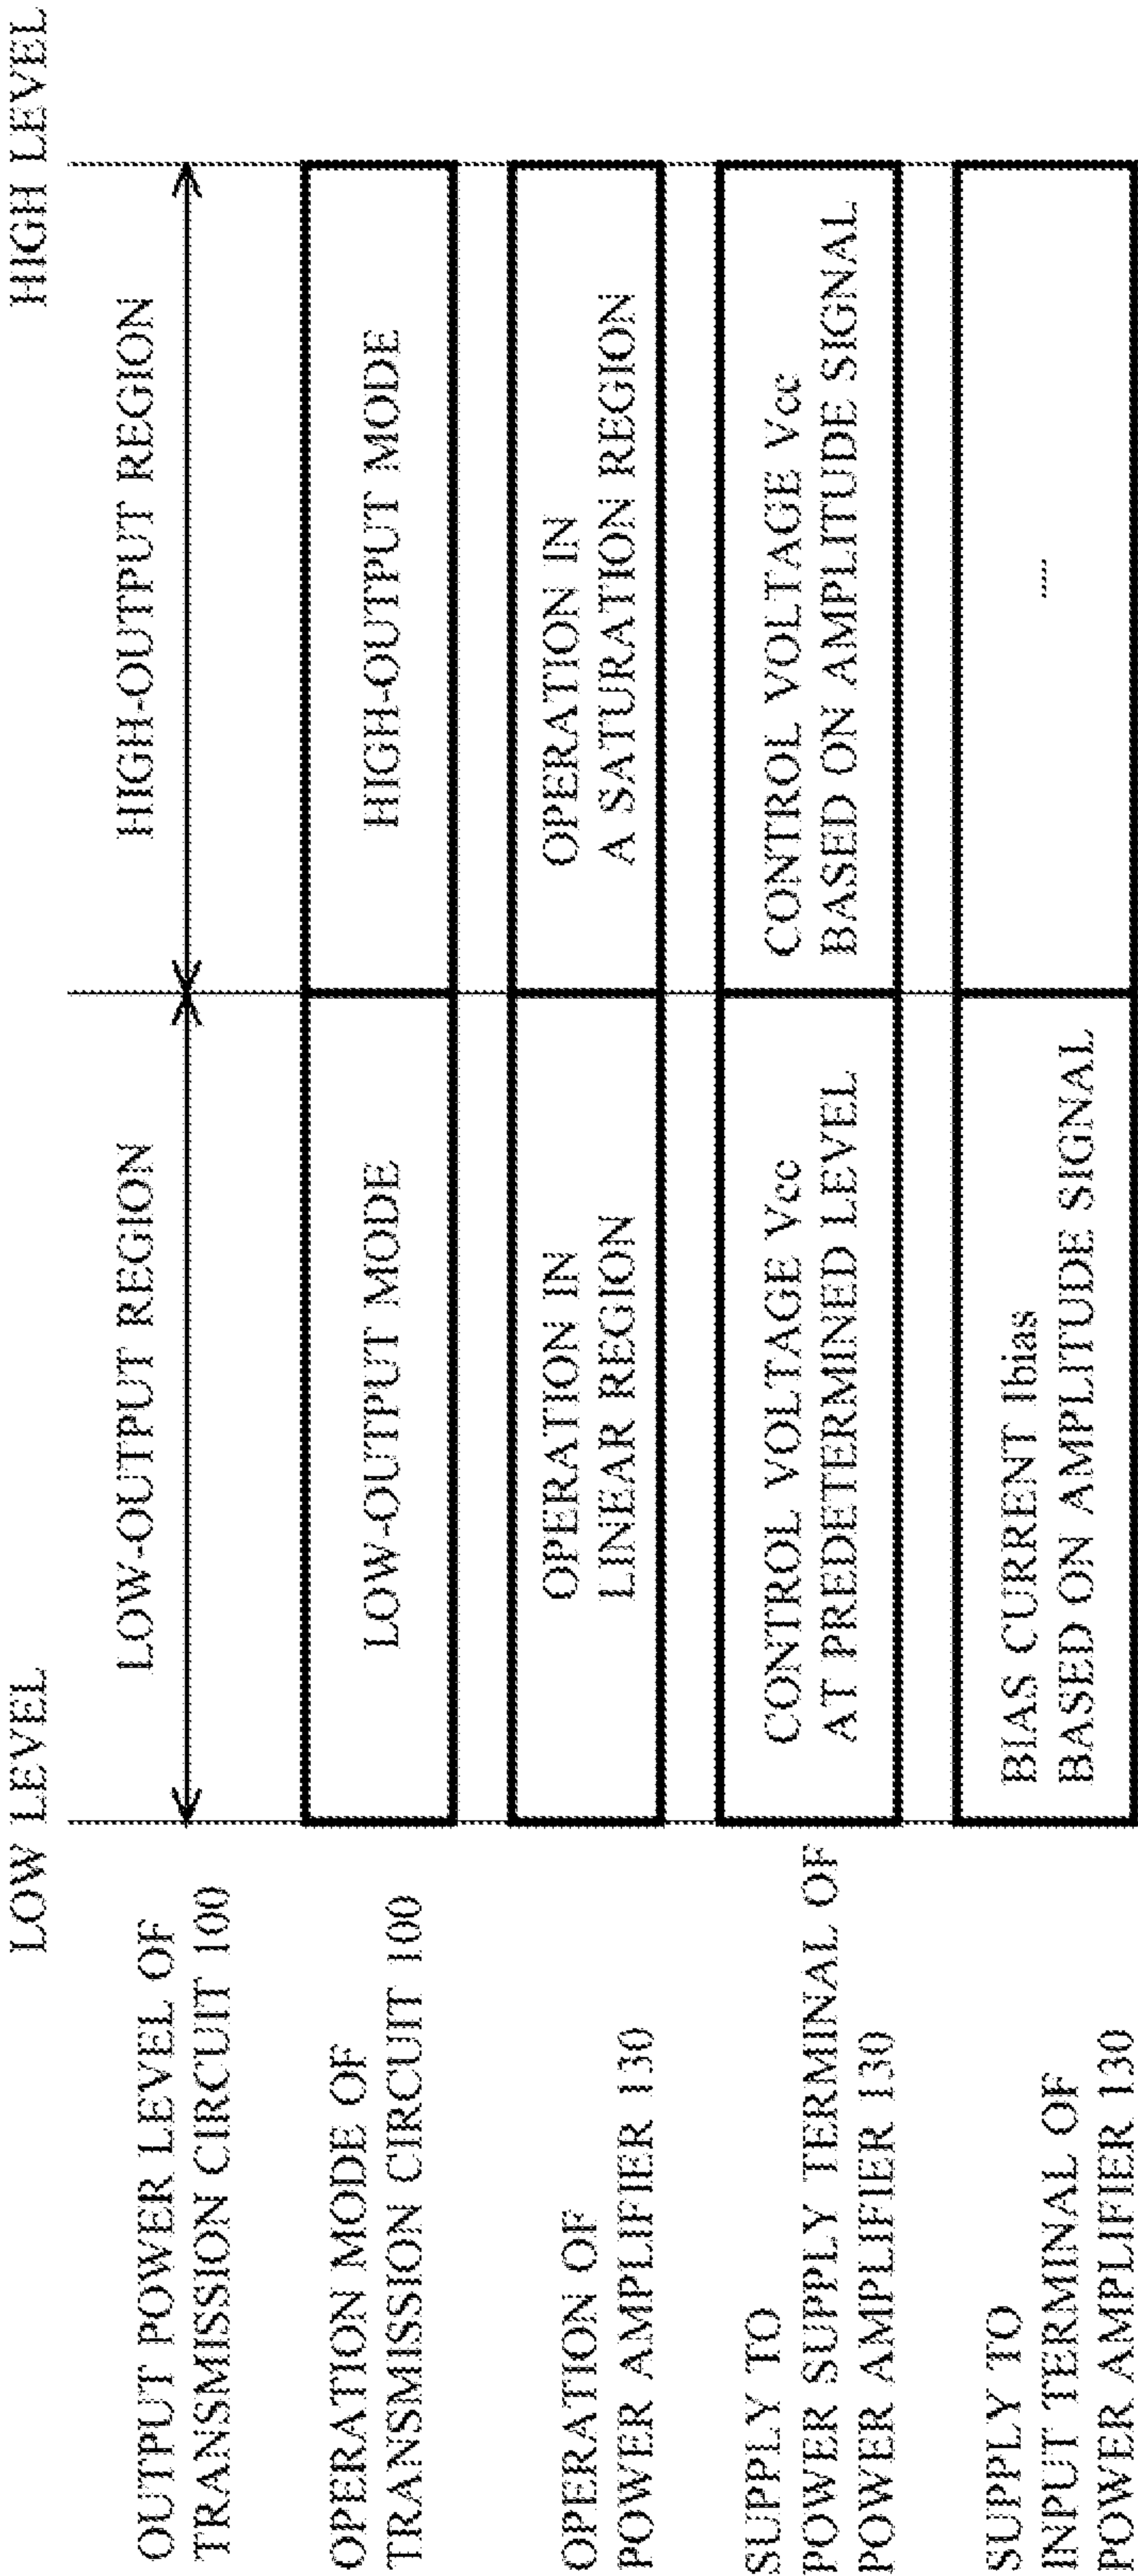 LOW LEVEL
HIGH LEVEL
OUTPUT POWER LEVEL OF
TRANSMISSION CIRCUIT 100
LOW-OUTPUT REGION
HIGH-OUTPUT REGION
OPERATION MODE OF
TRANSMISSION CIRCUIT 100
LOW-OUTPUT MODE
HIGH-OUTPUT MODE
OPERATION OF
POWER AMPLIFIER 130
OPERATION IN
LINEAR REGION
OPERATION IN
A SATURATION REGION
SUPPLY TO
POWER SUPPLY TERMINAL OF
POWER AMPLIFIER 130
CONTROL VOLTAGE Vcc
AT PREDETERMINED LEVEL
CONTROL VOLTAGE Vcc
BASED ON AMPLITUDE SIGNAL
SUPPLY TO
INPUT TERMINAL OF
POWER AMPLIFIER 130
BIAS CURRENT Ibias
BASED ON AMPLITUDE SIGNAL
-----